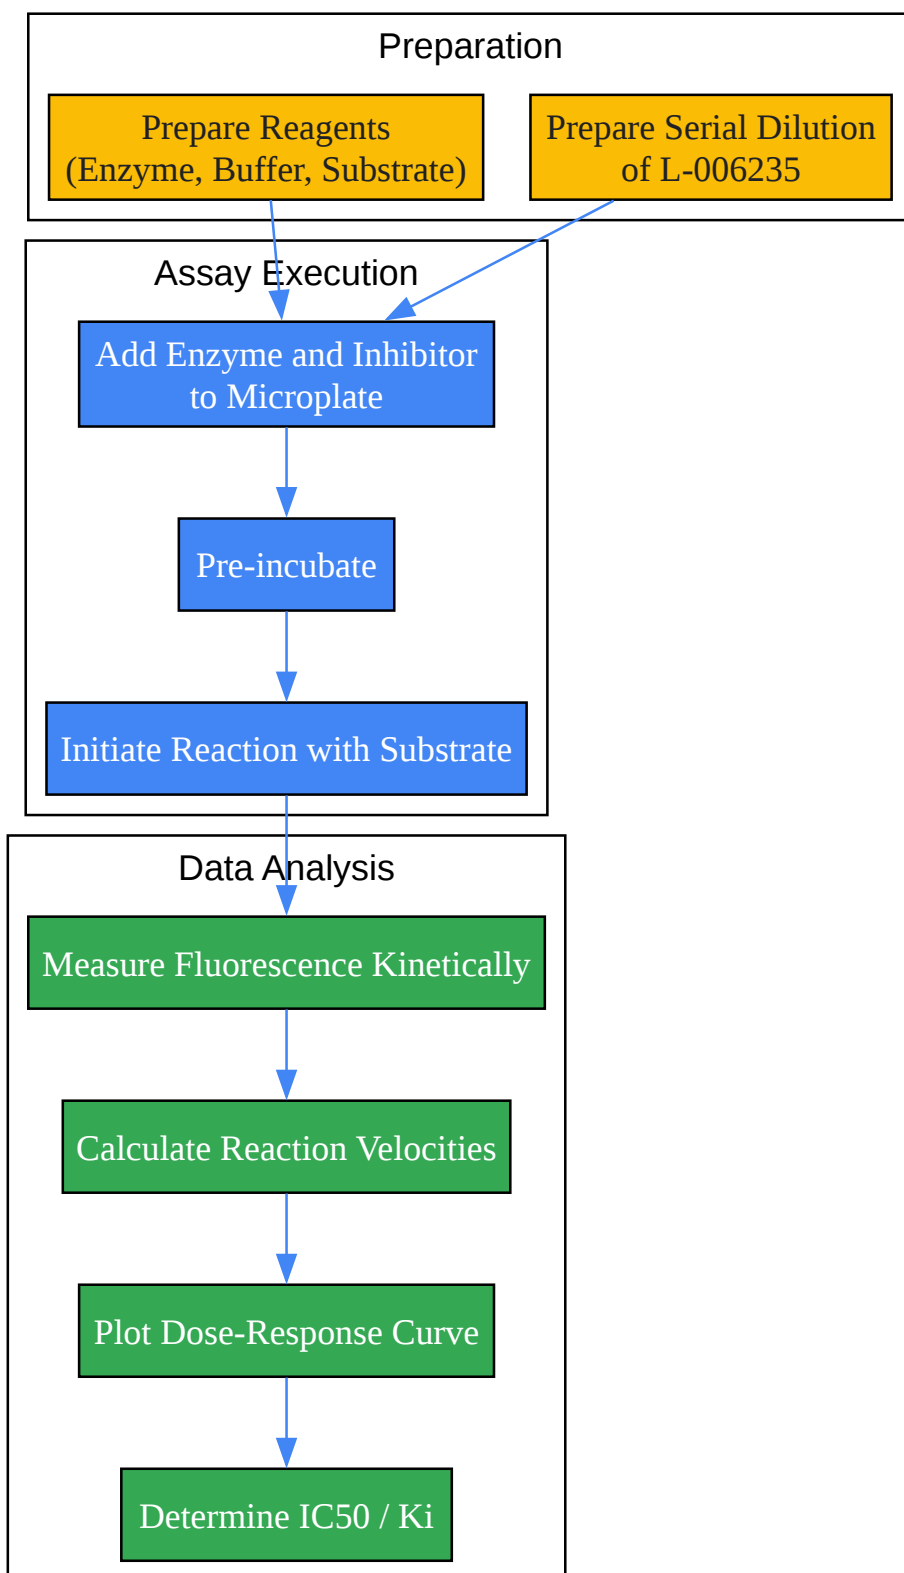 Preparation
Prepare Reagents
(Enzyme, Buffer, Substrate)
Prepare Serial Dilution
of L-006235
Assay Execution
Add Enzyme and Inhibitor
to Microplate
Pre-incubate
Initiate Reaction with Substrate
Data Analysis
Measure Fluorescence Kinetically
Calculate Reaction Velocities
Plot Dose-Response Curve
Determine IC50 / Ki